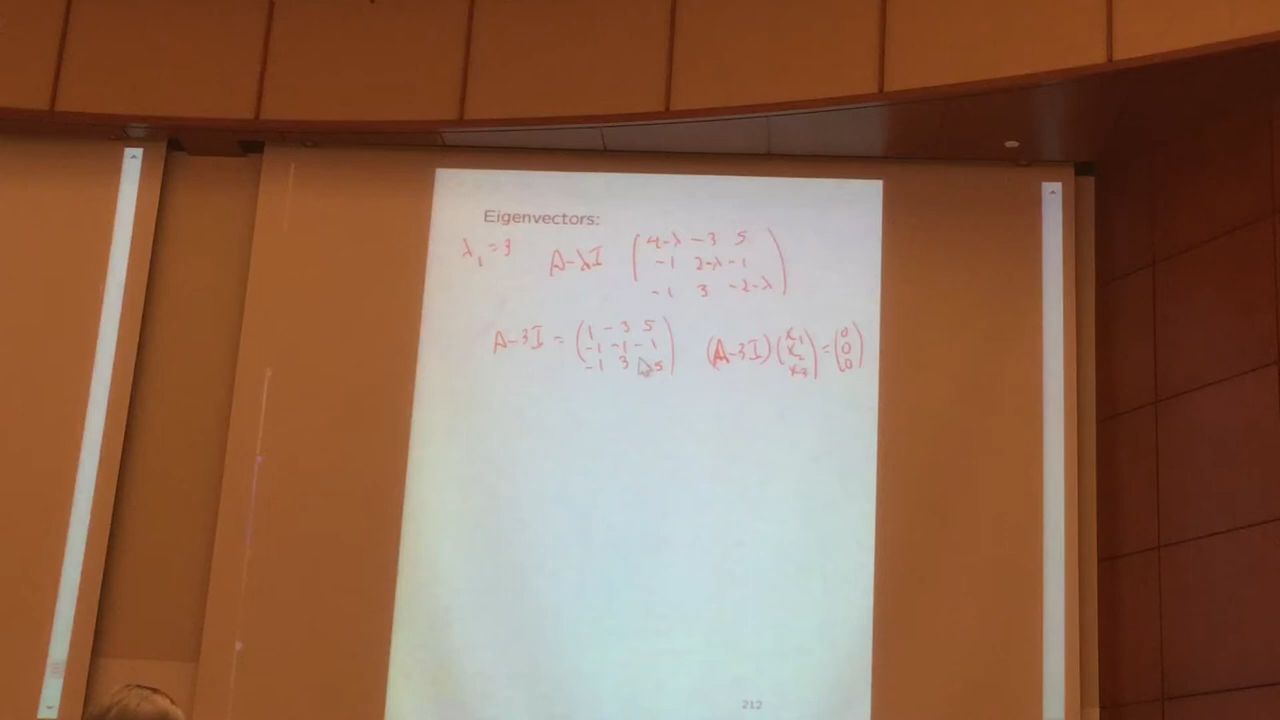 Eigenvectors:
λ₁ = 3 A-λI ( 4-λ -3 5
-1 2-λ -1
-1 3 -2-λ )
A-3I = ( 1 -3 5
-1 -1 -1
-1 3 -5 ) (A-3I) ( x₁ x₂ x₃ ) = ( 0 0 0 )
212